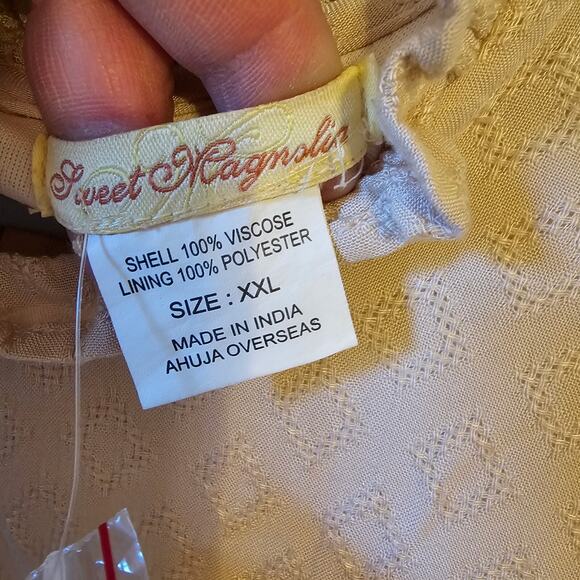 Sweet Magnolia
SHELL 100% VISCOSE
LINING 100% POLYESTER
SIZE : XXL
MADE IN INDIA
AHUJA OVERSEAS